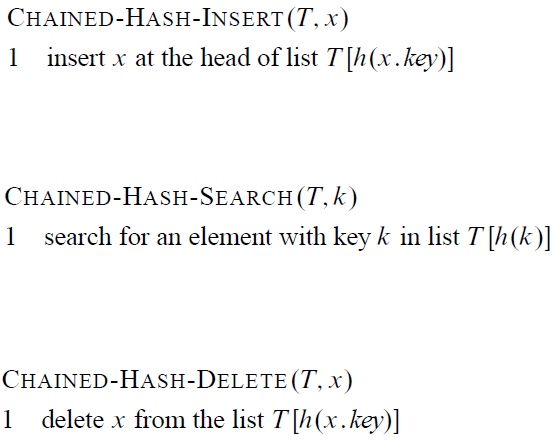 CHAINED-HASH-INSERT(T, x)
1 insert x at the head of list T[h(x.key)]
CHAINED-HASH-SEARCH(T, k)
1 search for an element with key k in list T[h(k)]
CHAINED-HASH-DELETE(T, x)
1 delete x from the list T[h(x.key)]